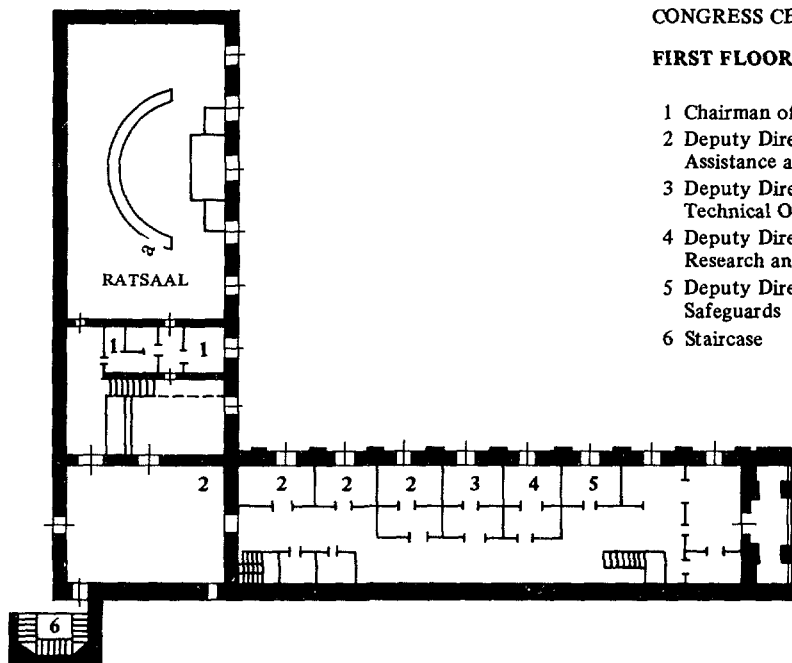 CONGRESS CE
FIRST FLOOR
1 Chairman of
2 Deputy Dire
Assistance a
3 Deputy Dire
Technical O
4 Deputy Dire
Research an
5 Deputy Dire
Safeguards
6 Staircase
a
RATSAAL
1 1
2 2 2 2 3 4 5
6